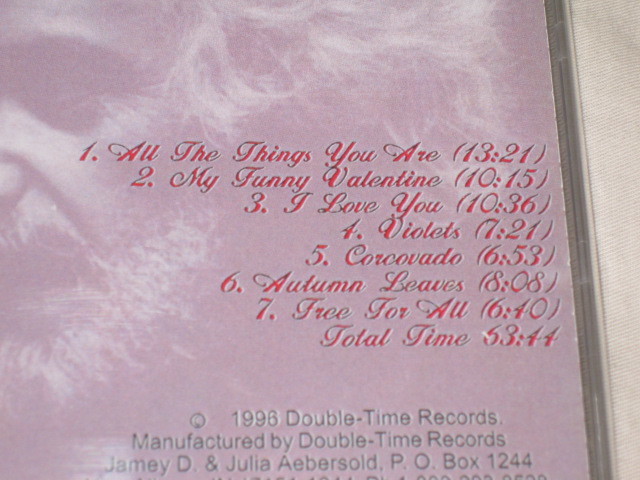 1. All The Things You Are (13:21)
2. My Funny Valentine (10:15)
3. I Love You (10:36)
4. Violets (7:21)
5. Corcovado (6:53)
6. Autumn Leaves (8:08)
7. Free For All (6:40)
Total Time 63:44
© 1996 Double-Time Records.
Manufactured by Double-Time Records
Jamey D. & Julia Aebersold, P. O. Box 1244